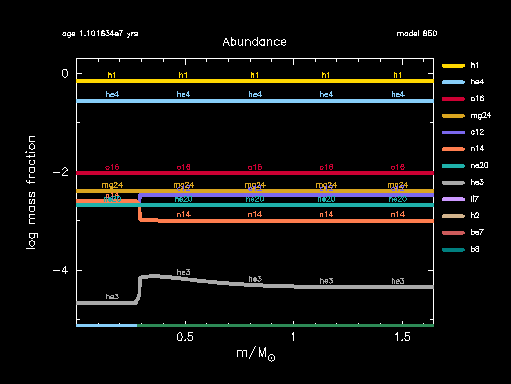 age 1.101634e7 yrs
model 850
Abundance
log mass fraction
0
−2
−4
h1 h1 h1 h1 h1
he4 he4 he4 he4 he4
o16 o16 o16 o16 o16
mg24 mg24 mg24 mg24 mg24
ne20 ne20 ne20 ne20
n14 n14 n14 n14
he3 he3 he3 he3 he3
0.5 1 1.5
m/M☉
h1
he4
o16
mg24
c12
n14
ne20
he3
li7
h2
be7
b8